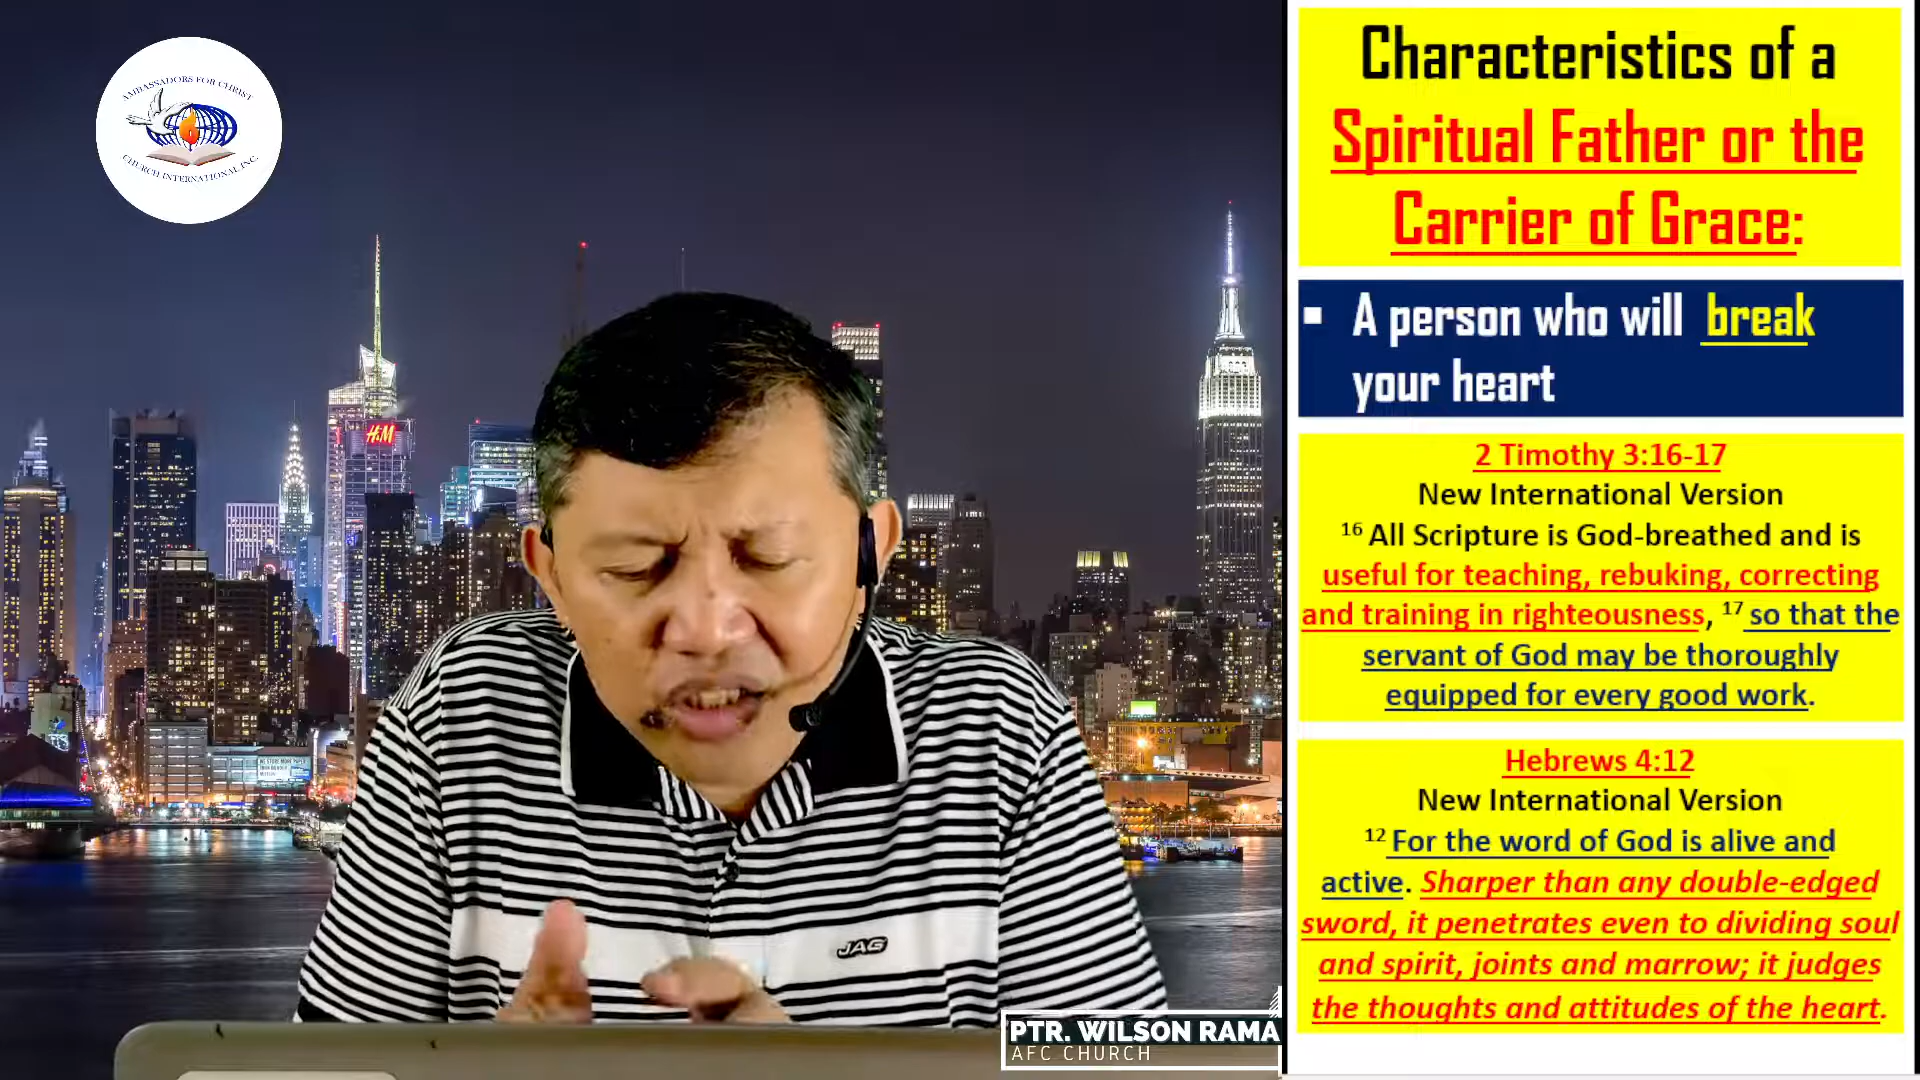 AMBASSADORS FOR CHRIST
CHURCH INTERNATIONAL INC.
H&M
JAG
PTR. WILSON RAMA
AFC CHURCH
Characteristics of a
Spiritual Father or the
Carrier of Grace:
▪ A person who will break
your heart
2 Timothy 3:16-17
New International Version
16 All Scripture is God-breathed and is
useful for teaching, rebuking, correcting
and training in righteousness, 17 so that the
servant of God may be thoroughly
equipped for every good work.
Hebrews 4:12
New International Version
12 For the word of God is alive and
active. Sharper than any double-edged
sword, it penetrates even to dividing soul
and spirit, joints and marrow; it judges
the thoughts and attitudes of the heart.